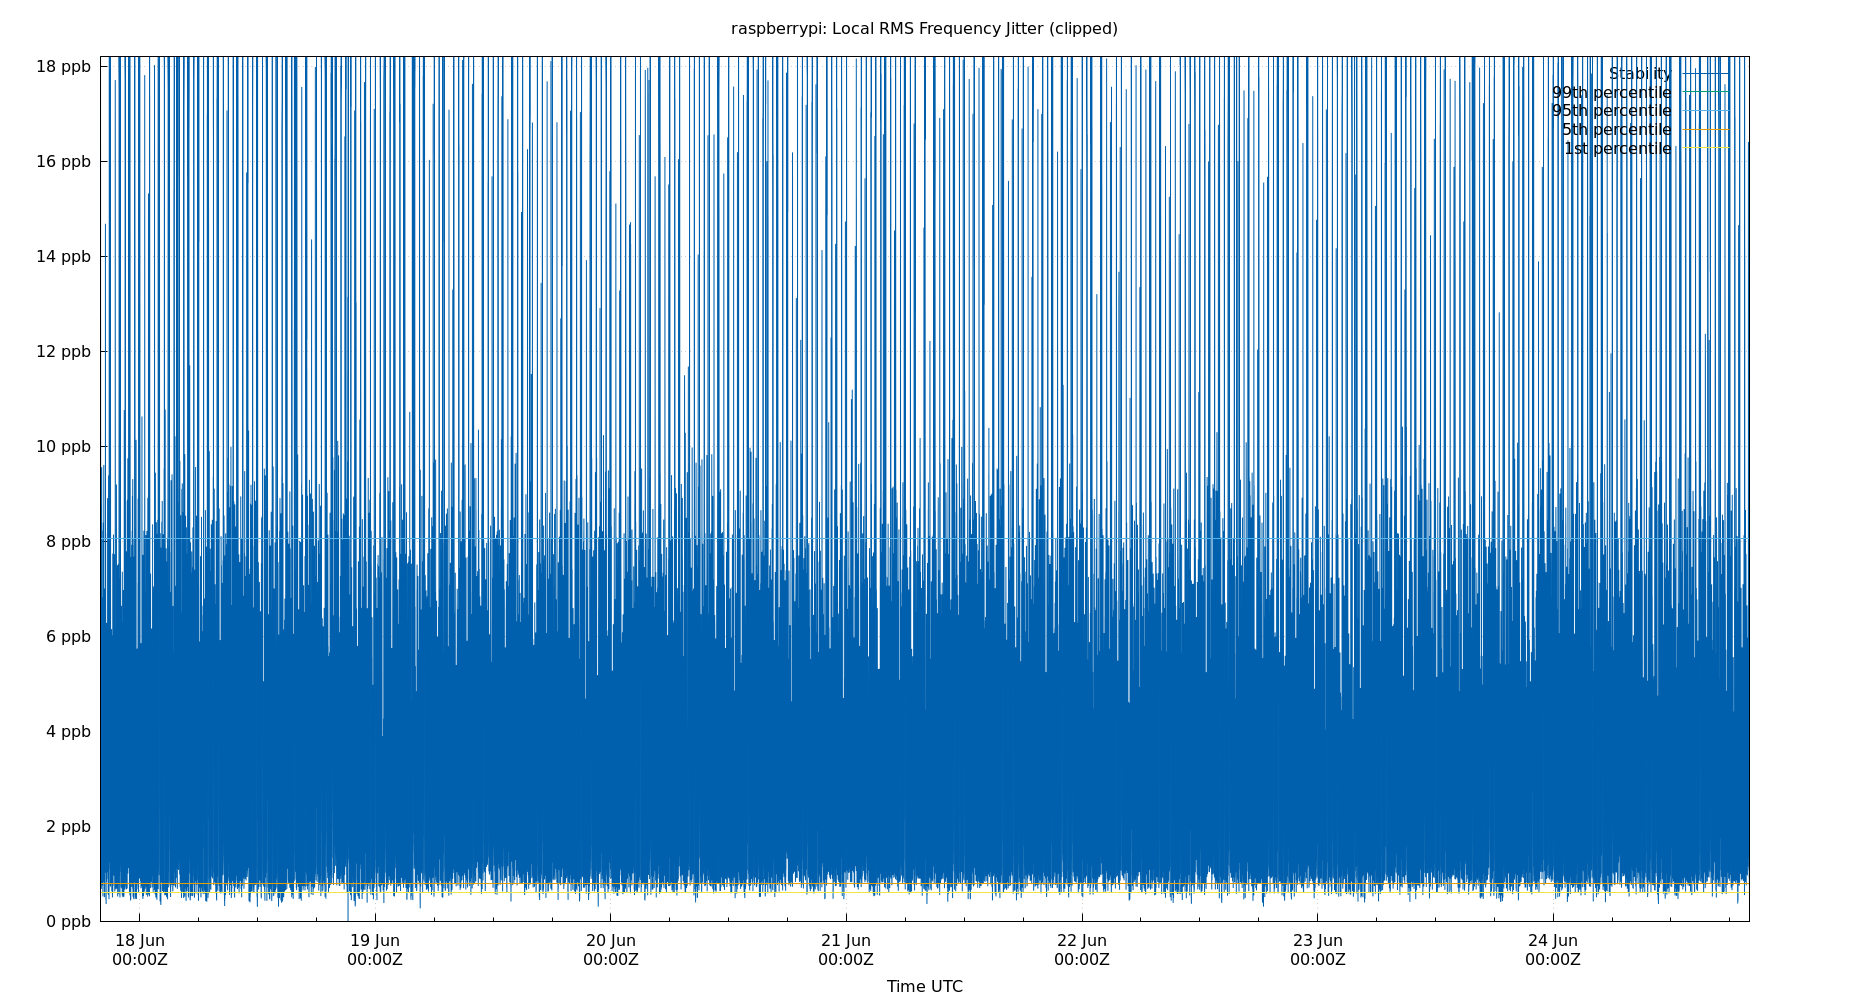 raspberrypi: Local RMS Frequency Jitter (clipped)
18 ppb
16 ppb
14 ppb
12 ppb
10 ppb
8 ppb
6 ppb
4 ppb
2 ppb
0 ppb
Stability
99th percentile
95th percentile
5th percentile
1st percentile
18 Jun 19 Jun 20 Jun 21 Jun 22 Jun 23 Jun 24 Jun
00:00Z 00:00Z 00:00Z 00:00Z 00:00Z 00:00Z 00:00Z
Time UTC